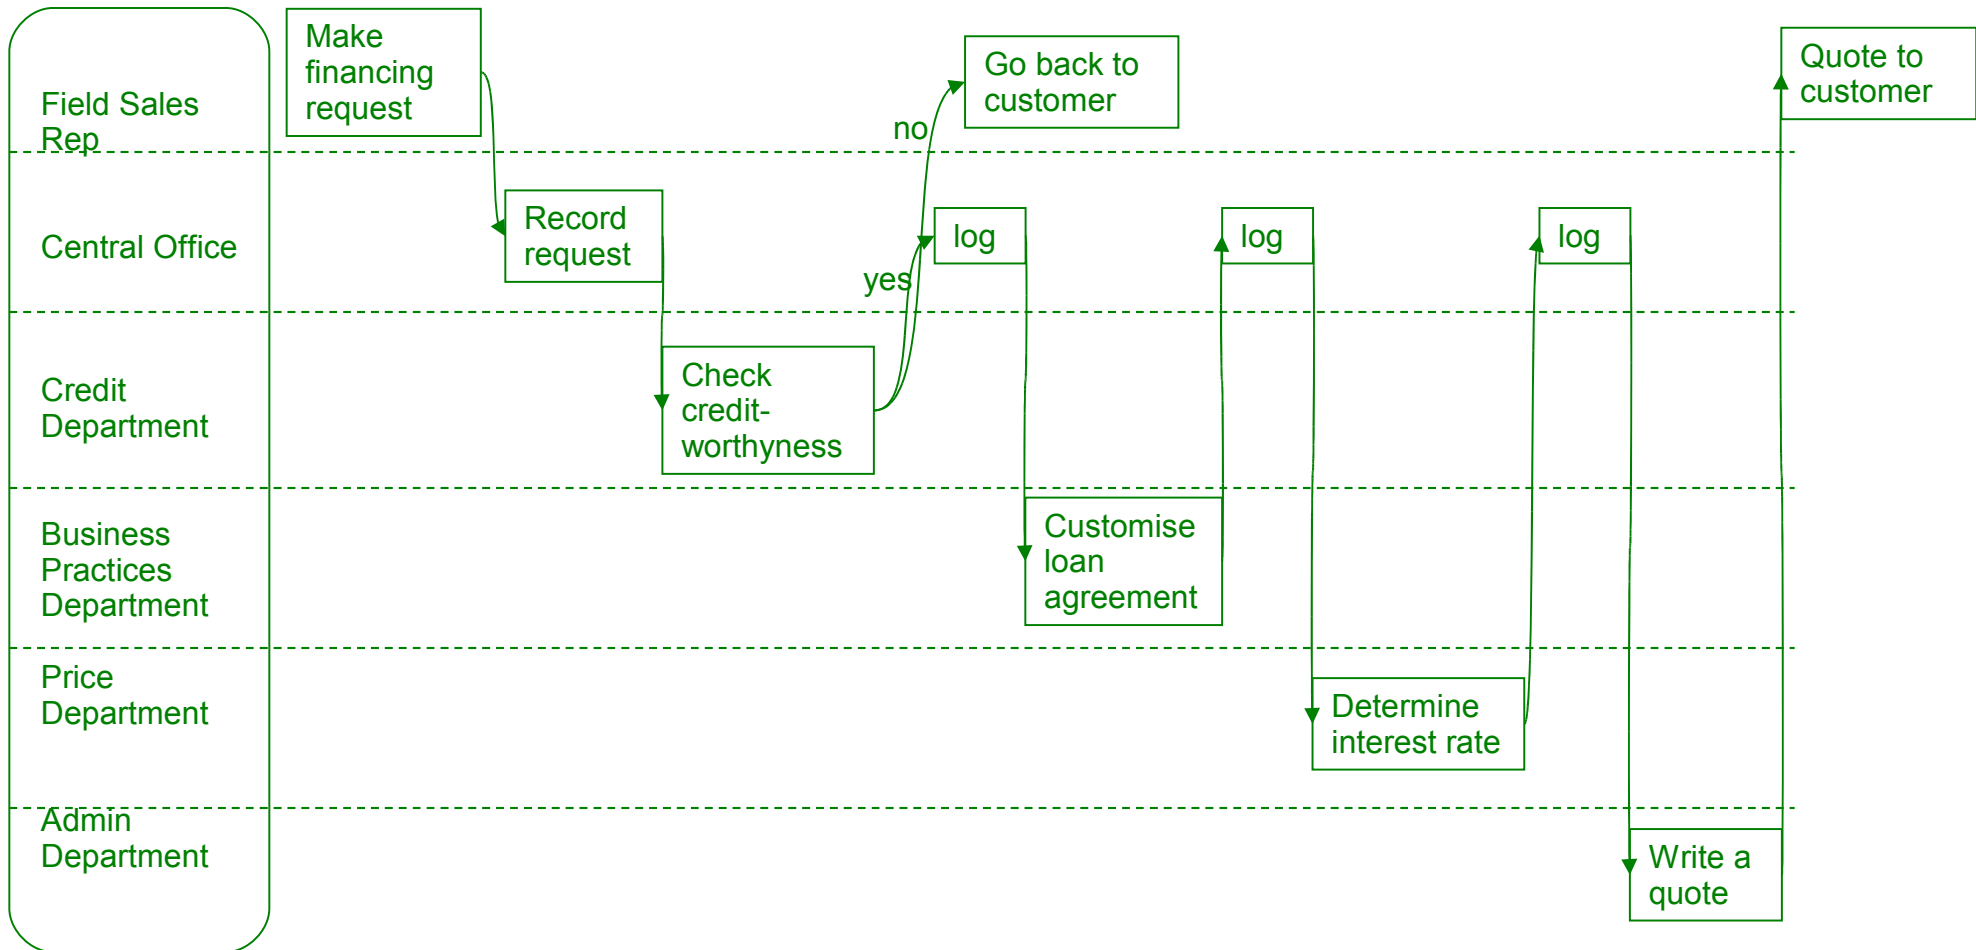 Field Sales
Rep
Make
financing
request
no
Go back to
customer
Quote to
customer
Central Office
Record
request
yes
log
log
log
Credit
Department
Check
credit-
worthyness
Business
Practices
Department
Customise
loan
agreement
Price
Department
Determine
interest rate
Admin
Department
Write a
quote